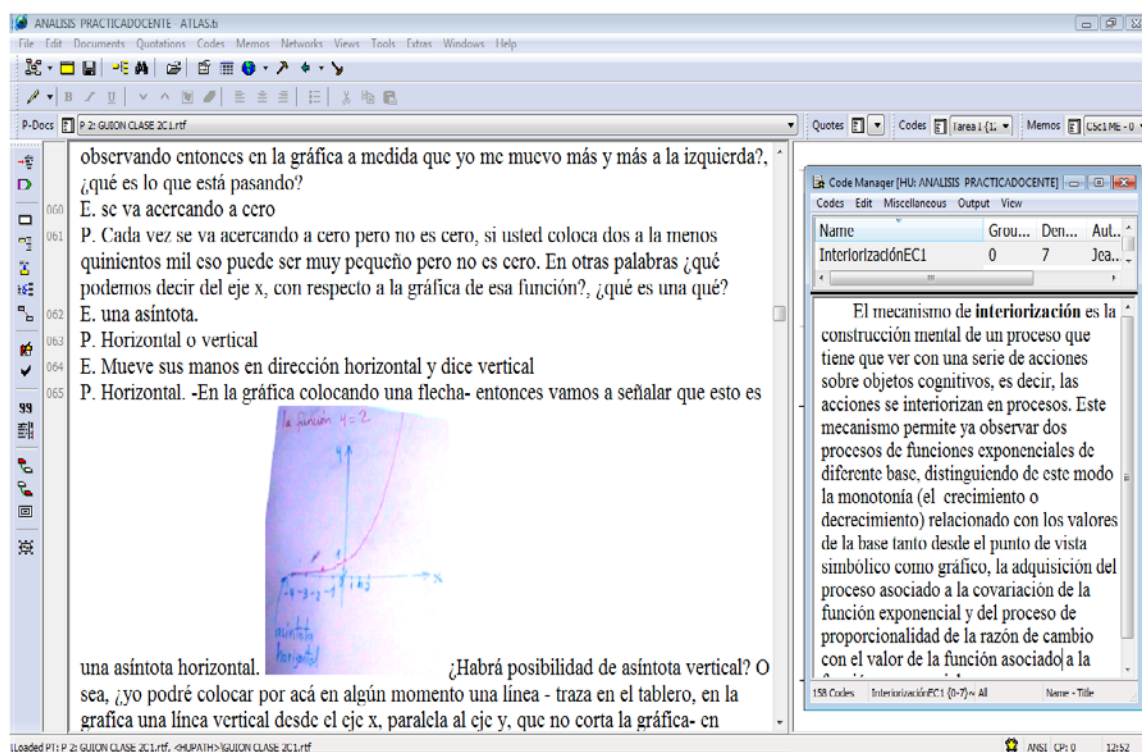 ANALISIS PRACTICADOCENTE - ATLAS.ti
File Edit Documents Quotations Codes Memos Networks Views Tools Extras Windows Help
B I U
P-Docs P 2: GUION CLASE 2C1.rtf Quotes Codes Tarea 1 {1: Memos CSc1 ME - 0
observando entonces en la gráfica a medida que yo me muevo más y más a la izquierda?,
¿qué es lo que está pasando?
060 E. se va acercando a cero
061 P. Cada vez se va acercando a cero pero no es cero, si usted coloca dos a la menos
quinientos mil eso puede ser muy pequeño pero no es cero. En otras palabras ¿qué
podemos decir del eje x, con respecto a la gráfica de esa función?, ¿qué es una qué?
062 E. una asíntota.
063 P. Horizontal o vertical
064 E. Mueve sus manos en dirección horizontal y dice vertical
065 P. Horizontal. -En la gráfica colocando una flecha- entonces vamos a señalar que esto es
la función y=2
y
1
-4 -3 -2 -1 x
asíntota
horizontal
una asíntota horizontal. ¿Habrá posibilidad de asíntota vertical? O
sea, ¿yo podré colocar por acá en algún momento una línea - traza en el tablero, en la
grafica una línea vertical desde el eje x, paralela al eje y, que no corta la gráfica- en
Code Manager [HU: ANALISIS PRACTICADOCENTE]
Codes Edit Miscellaneous Output View
Name Grou... Den... Aut...
InteriorizaciónEC1 0 7 Jea...
El mecanismo de interiorización es la
construcción mental de un proceso que
tiene que ver con una serie de acciones
sobre objetos cognitivos, es decir, las
acciones se interiorizan en procesos. Este
mecanismo permite ya observar dos
procesos de funciones exponenciales de
diferente base, distinguiendo de este modo
la monotonía (el crecimiento o
decrecimiento) relacionado con los valores
de la base tanto desde el punto de vista
simbólico como gráfico, la adquisición del
proceso asociado a la covariación de la
función exponencial y del proceso de
proporcionalidad de la razón de cambio
con el valor de la función asociado a la
158 Codes InteriorizaciónEC1 {0-7}~ All Name - Title
Loaded PT: P 2: GUION CLASE 2C1.rtf, <HUPATH>\GUION CLASE 2C1.rtf ANSI CP: 0 12:52